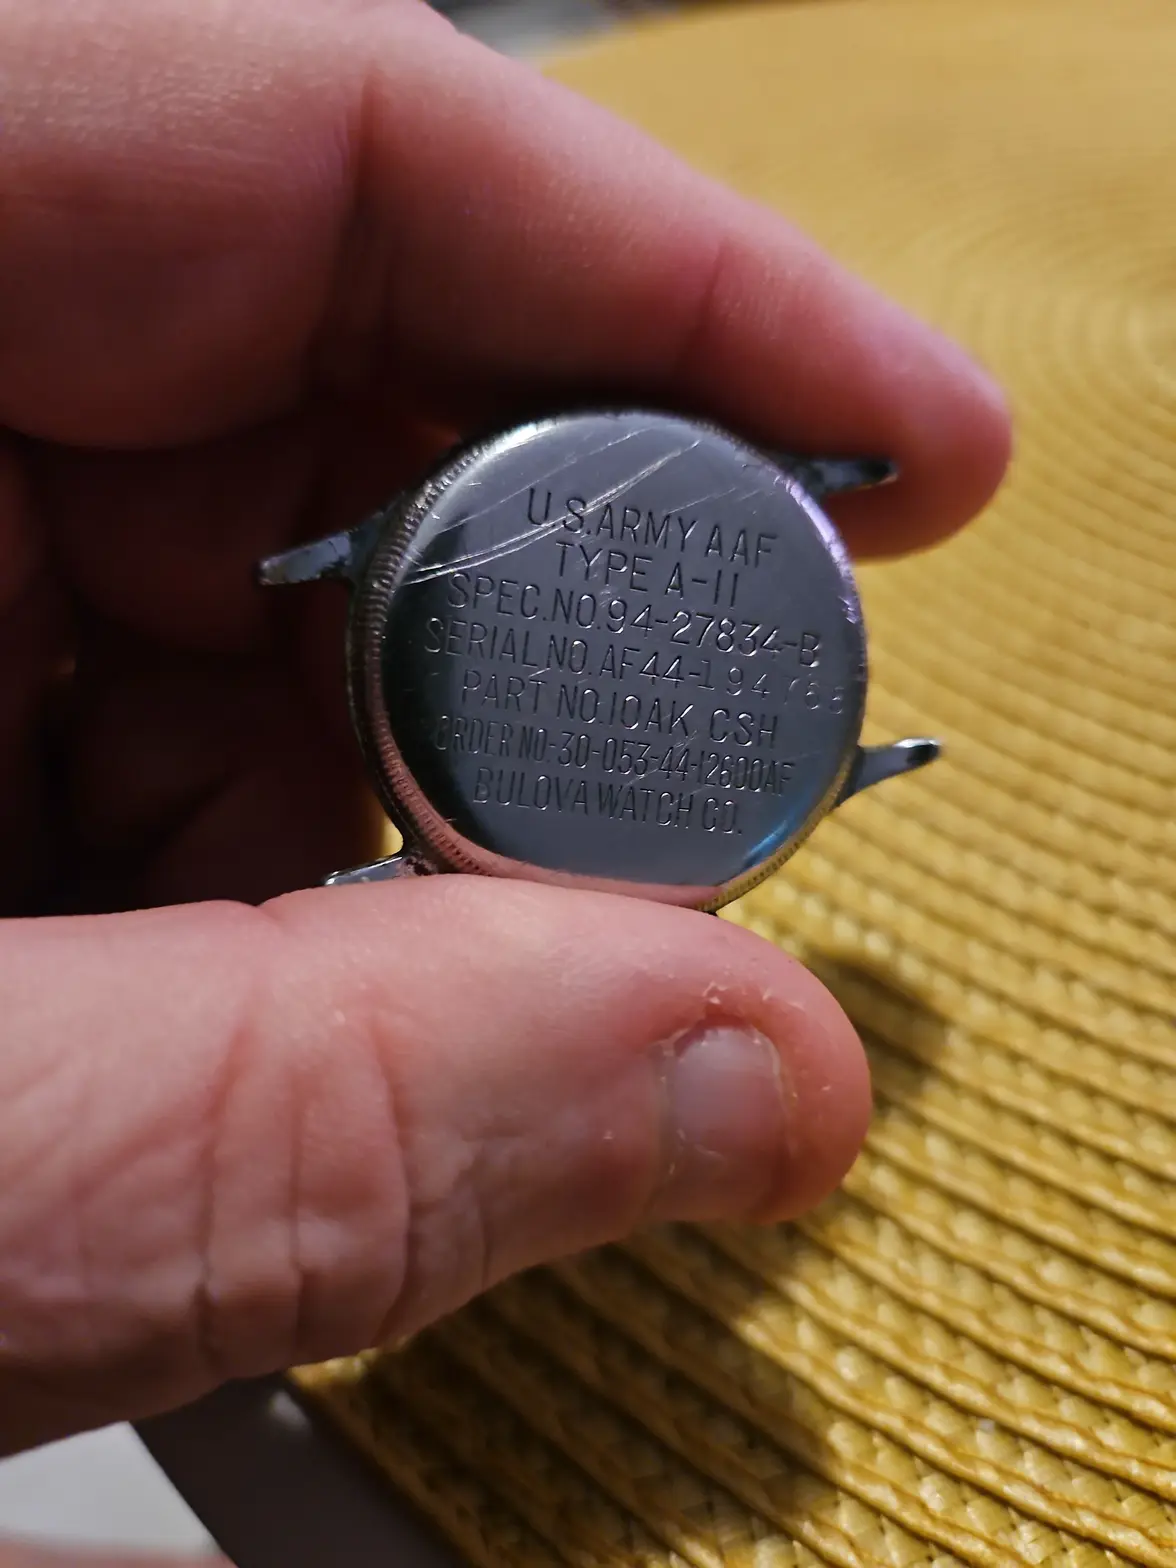 U.S.ARMY AAF
TYPE A-11
SPEC.NO.94-27834-B
SERIAL NO.AF44-194765
PART NO.10AK CSH
ORDER NO.30-053-44-12600AF
BULOVA WATCH CO.